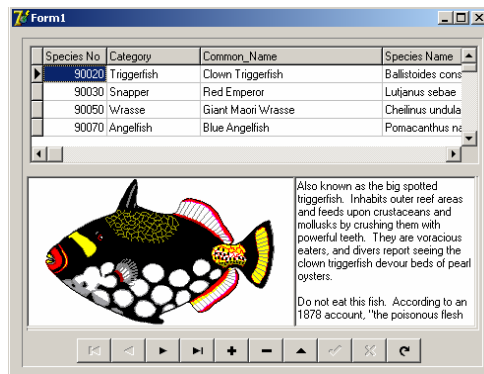 Form1
Species No Category Common_Name Species Name
90020 Triggerfish Clown Triggerfish Ballistoides cons
90030 Snapper Red Emperor Lutjanus sebae
90050 Wrasse Giant Maori Wrasse Cheilinus undula
90070 Angelfish Blue Angelfish Pomacanthus na
Also known as the big spotted
triggerfish. Inhabits outer reef areas
and feeds upon crustaceans and
mollusks by crushing them with
powerful teeth. They are voracious
eaters, and divers report seeing the
clown triggerfish devour beds of pearl
oysters.
Do not eat this fish. According to an
1878 account, "the poisonous flesh